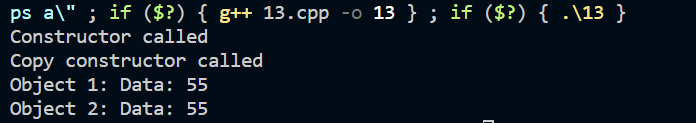 ps a\" ; if ($?) { g++ 13.cpp -o 13 } ; if ($?) { .\13 }
Constructor called
Copy constructor called
Object 1: Data: 55
Object 2: Data: 55